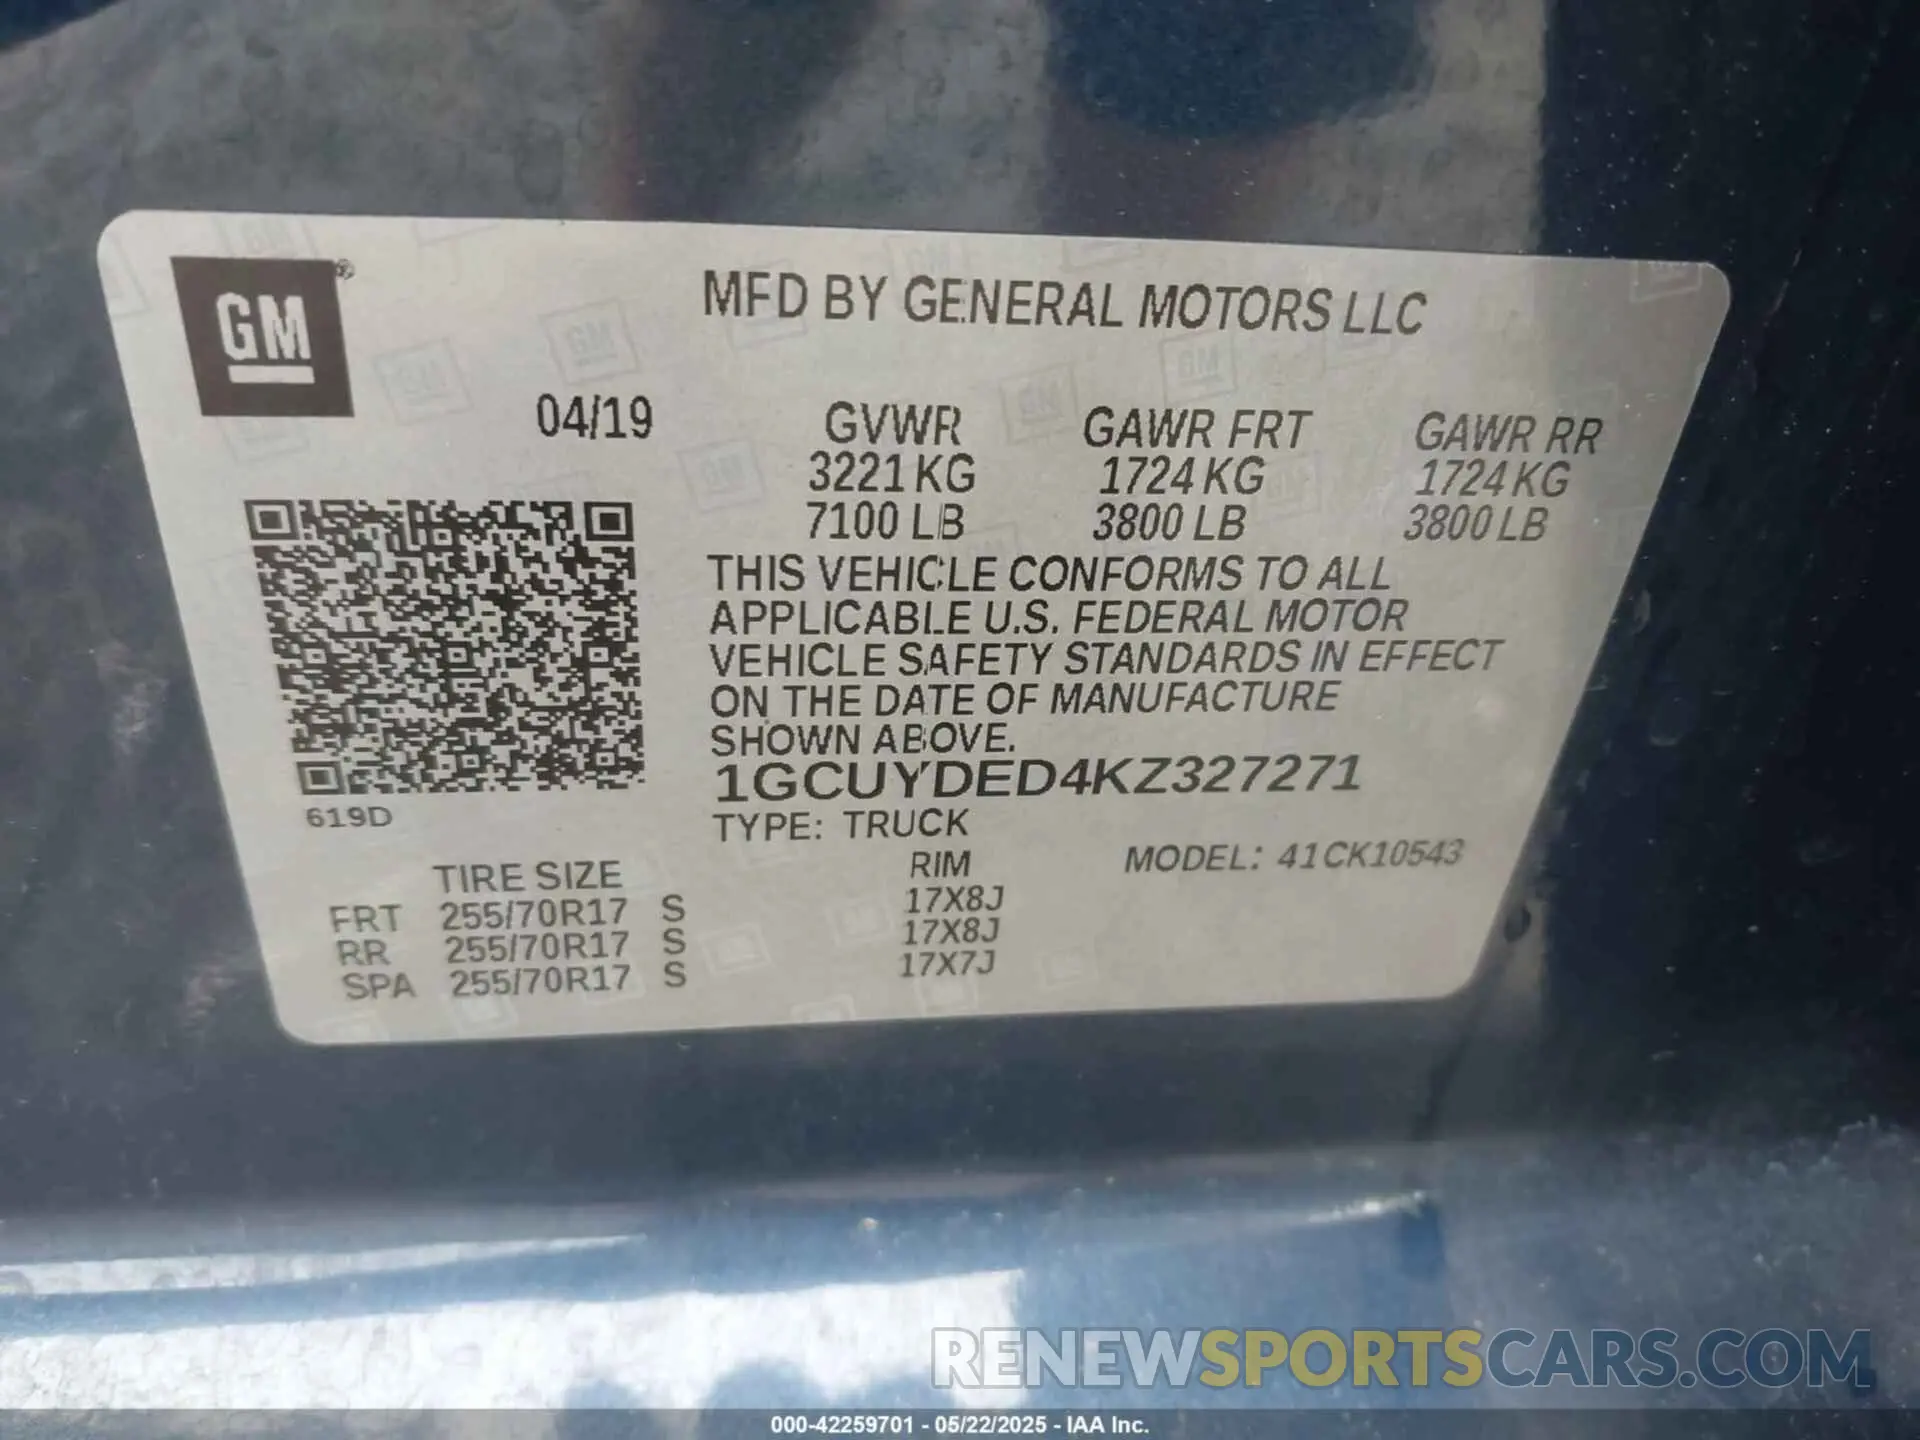 GM®
MFD BY GENERAL MOTORS LLC
04/19
GVWR GAWR FRT GAWR RR
3221 KG 1724 KG 1724 KG
7100 LB 3800 LB 3800 LB
THIS VEHICLE CONFORMS TO ALL
APPLICABLE U.S. FEDERAL MOTOR
VEHICLE SAFETY STANDARDS IN EFFECT
ON THE DATE OF MANUFACTURE
SHOWN ABOVE.
1GCUYDED4KZ327271
619D
TYPE: TRUCK
TIRE SIZE RIM MODEL: 41CK10543
FRT 255/70R17 S 17X8J
RR 255/70R17 S 17X8J
SPA 255/70R17 S 17X7J
RENEWSPORTSCARS.COM
000-42259701 - 05/22/2025 - IAA Inc.